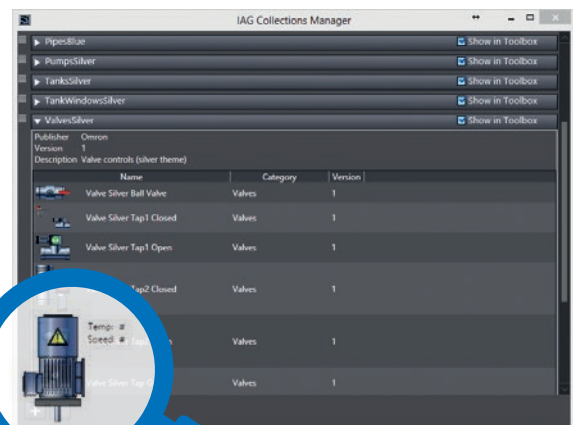 IAG Collections Manager
PipesBlue Show in Toolbox
PumpsSilver Show in Toolbox
TanksSilver Show in Toolbox
TankWindowsSilver Show in Toolbox
ValvesSilver Show in Toolbox
Publisher Omron
Version 1
Description Valve controls (silver theme)
Name Category Version
Valve Silver Ball Valve Valves 1
Valve Silver Tap1 Closed Valves 1
Valve Silver Tap1 Open Valves 1
Tap2 Closed Valves 1
Temp: #
Speed: #
Valves 1
Valve Silver Tap Valves 1